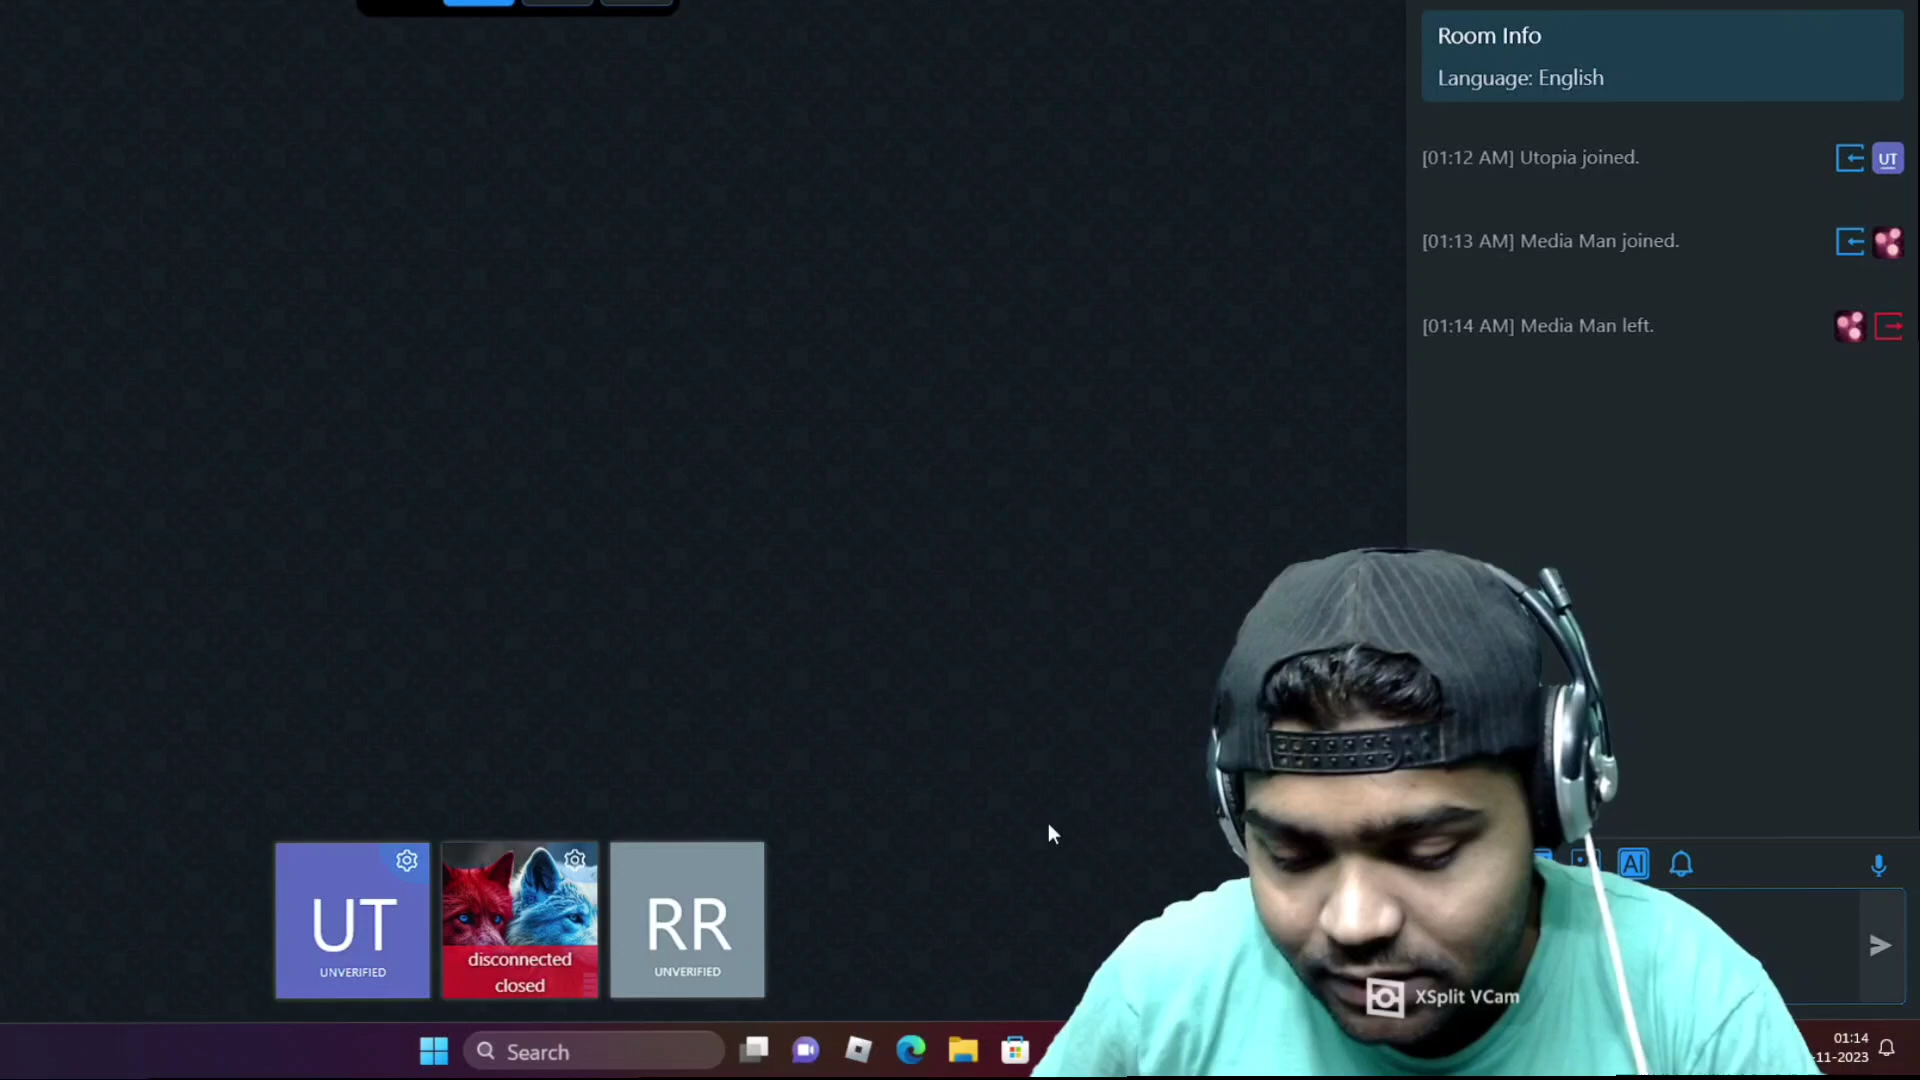 Room Info
Language: English
[01:12 AM] Utopia joined.
UT
[01:13 AM] Media Man joined.
[01:14 AM] Media Man left.
UT
UNVERIFIED
disconnected
closed
RR
UNVERIFIED
AI
XSplit VCam
Search
01:14
-11-2023